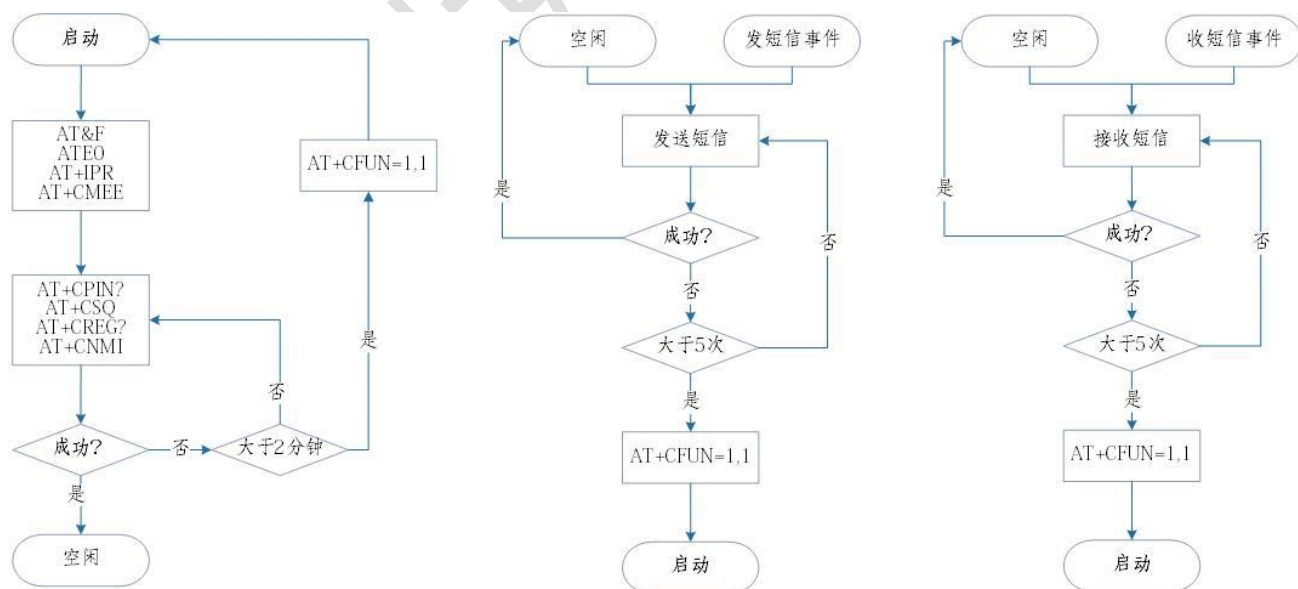 启动
AT&F
ATE0
AT+IPR
AT+CMEE
AT+CFUN=1,1
AT+CPIN?
AT+CSQ
AT+CREG?
AT+CNMI
是
否
成功?
否
大于2分钟
是
空闲
空闲
发短信事件
发送短信
是
成功?
否
否
大于5次
是
AT+CFUN=1,1
启动
空闲
收短信事件
接收短信
是
成功?
否
否
大于5次
是
AT+CFUN=1,1
启动